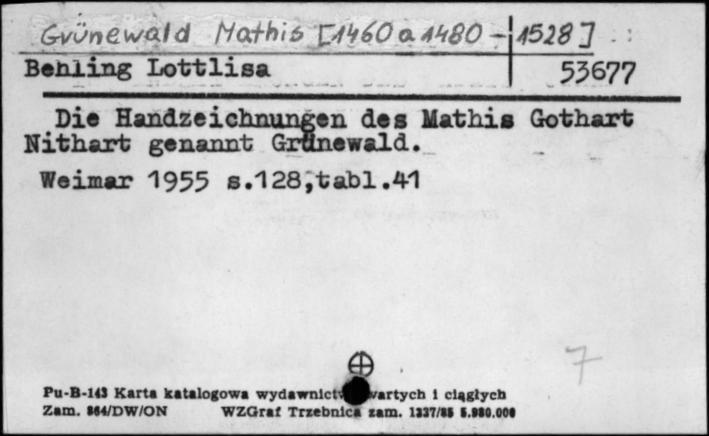 Grünewald Mathis [1460 a 1480 - 1528]
Behling Lottlisa 53677
Die Handzeichnungen des Mathis Gothart
Nithart genannt Grünewald.
Weimar 1955 s.128,tabl.41
7
Pu-B-143 Karta katalogowa wydawnictw zwartych i ciągłych
Zam. 864/DW/ON WZGraf Trzebnica zam. 1337/85 5.980.000